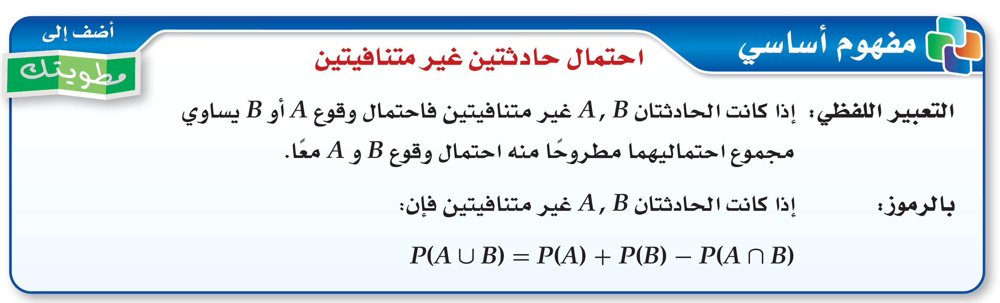 مفهوم أساسي
أضف إلى
مطويتك
احتمال حادثتين غير متنافيتين
التعبير اللفظي: إذا كانت الحادثتان A , B غير متنافيتين فاحتمال وقوع A أو B يساوي
مجموع احتماليهما مطروحًا منه احتمال وقوع B و A معًا.
بالرموز: إذا كانت الحادثتان A , B غير متنافيتين فإن:
P(A ∪ B) = P(A) + P(B) − P(A ∩ B)